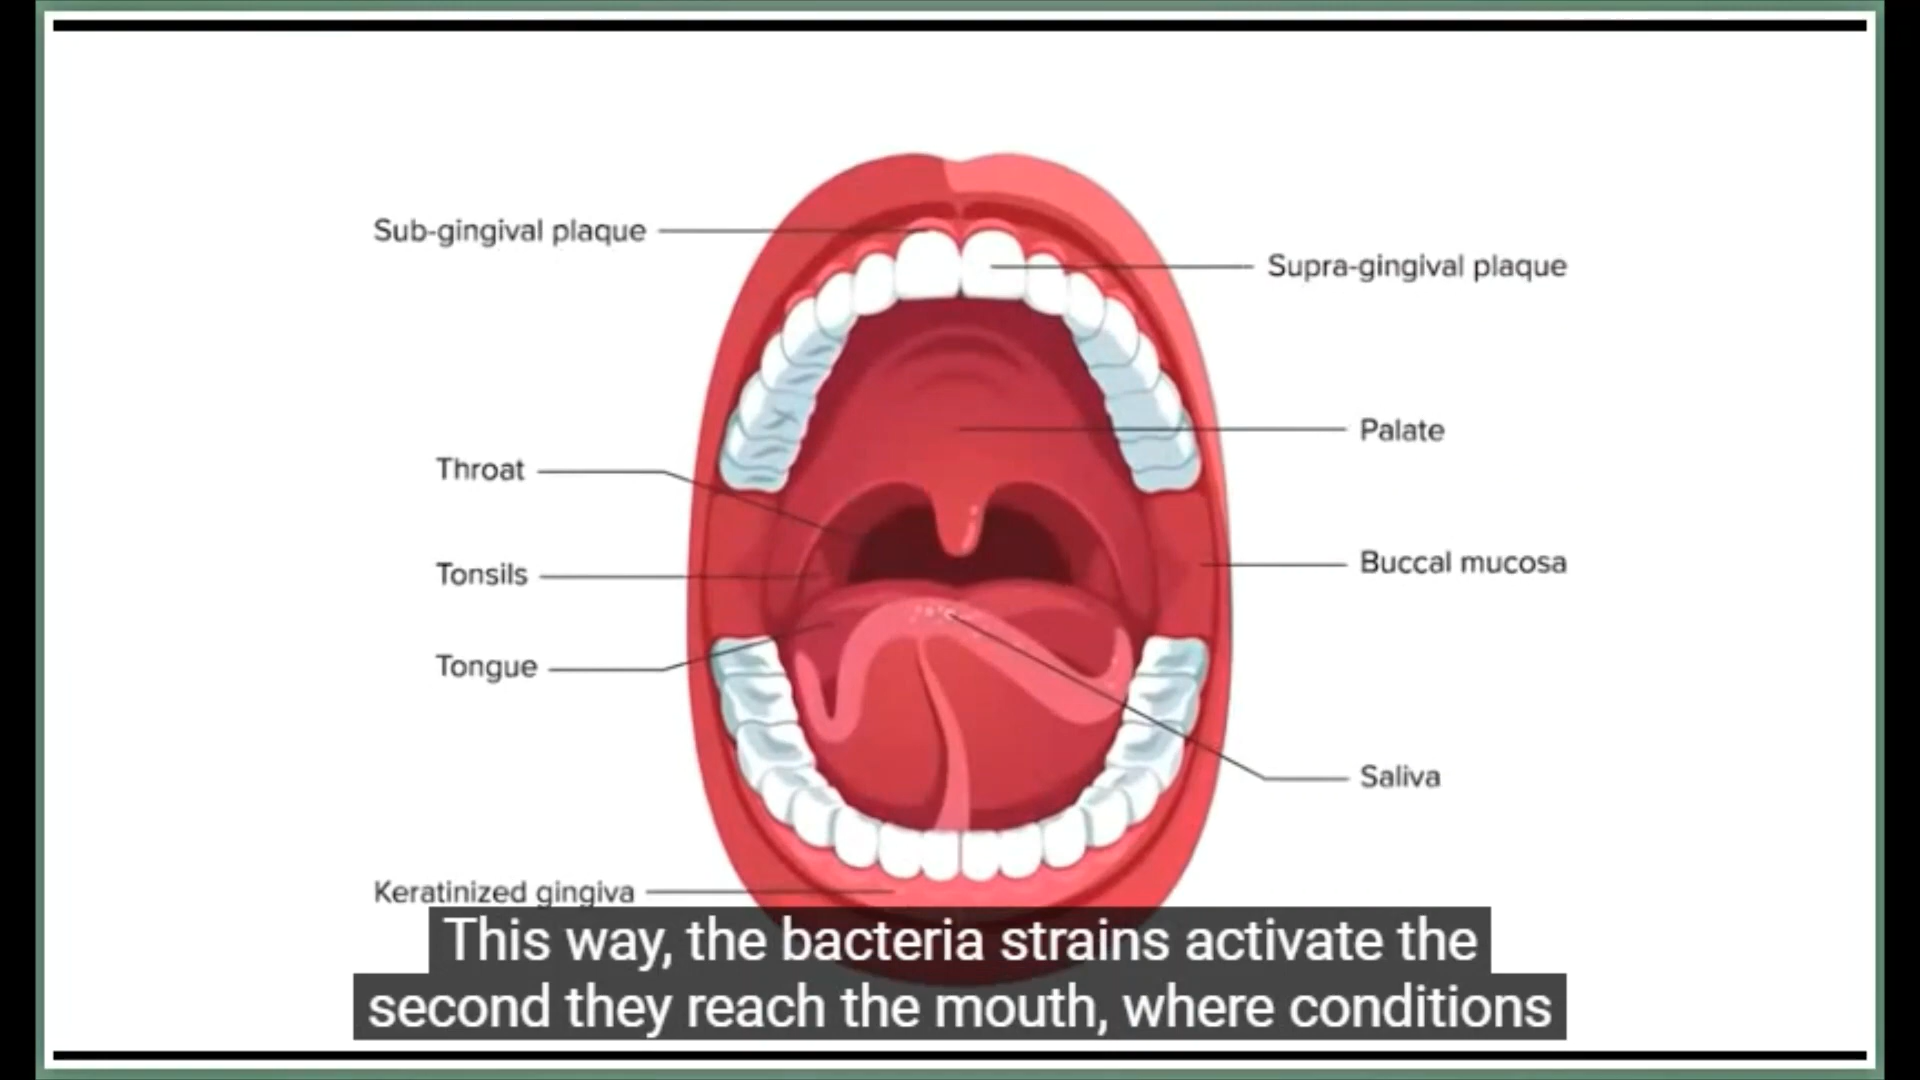 Sub-gingival plaque
Supra-gingival plaque
Palate
Throat
Buccal mucosa
Tonsils
Tongue
Saliva
Keratinized gingiva
This way, the bacteria strains activate the
second they reach the mouth, where conditions